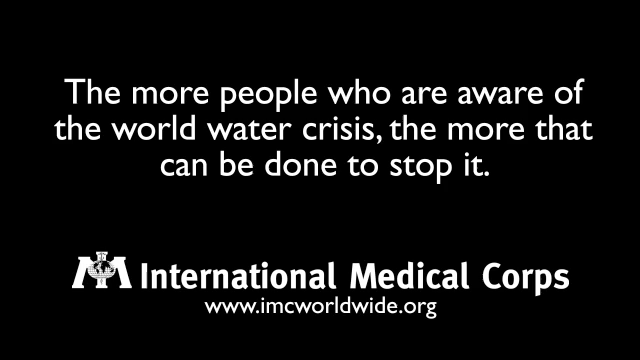 The more people who are aware of
the world water crisis, the more that
can be done to stop it.
International Medical Corps
www.imcworldwide.org